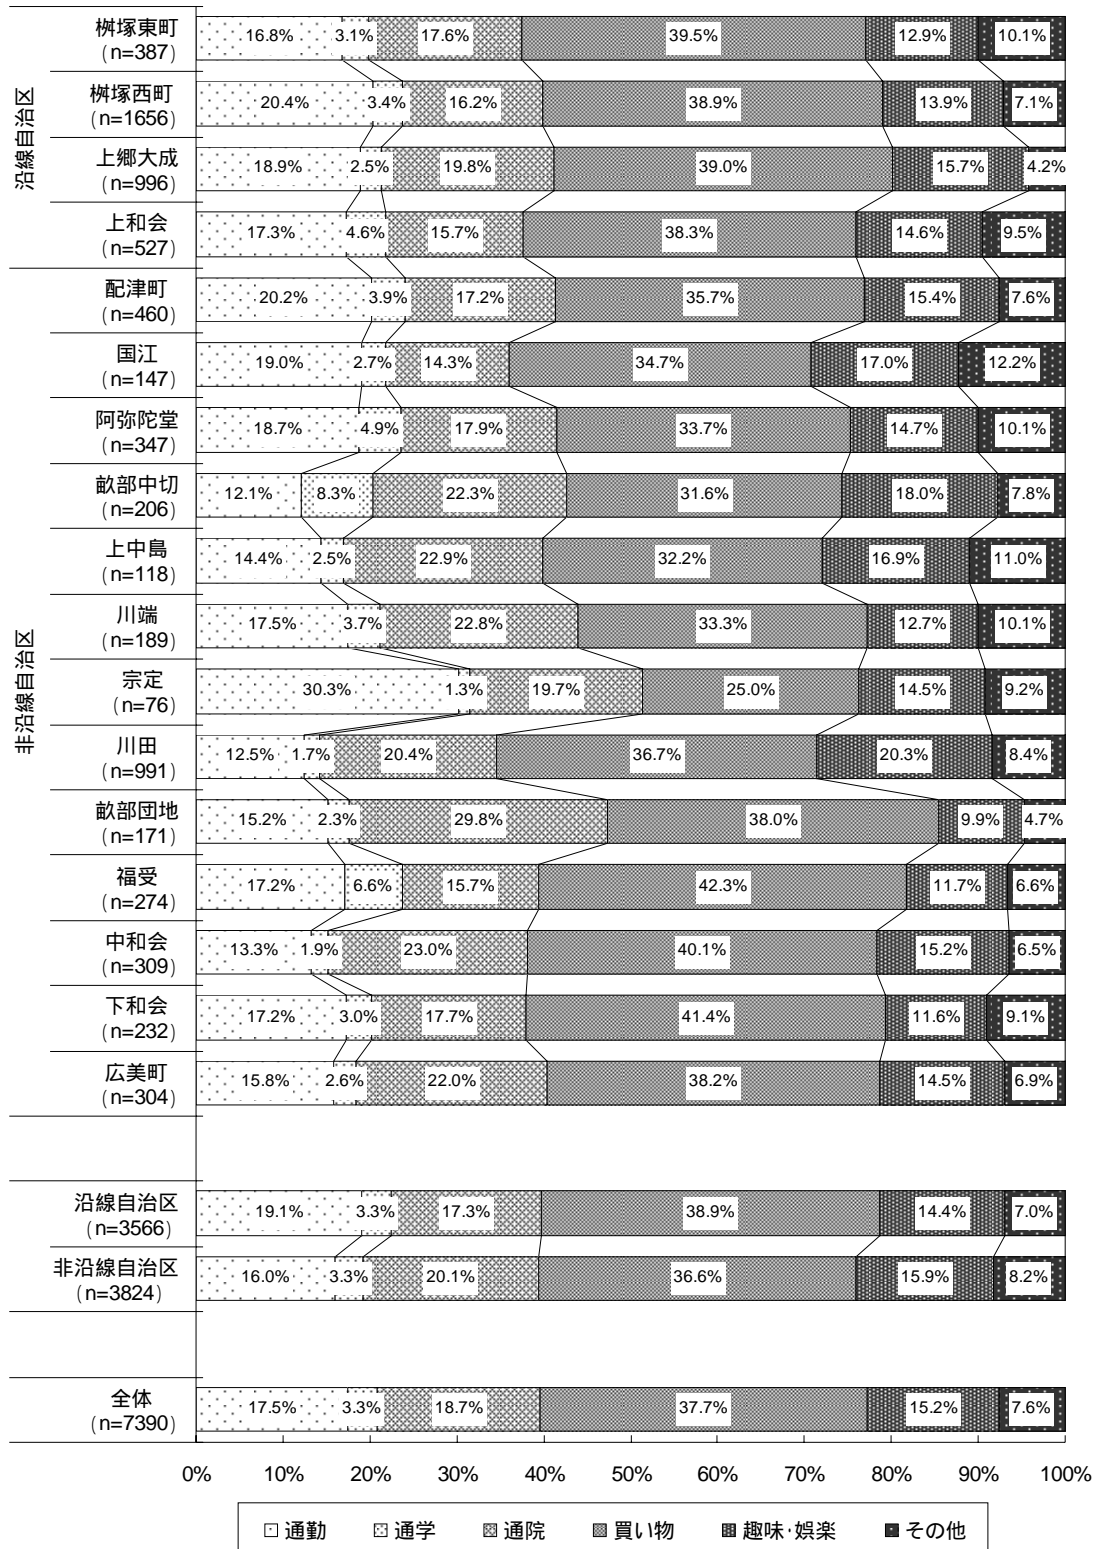 沿線自治区
桝塚東町
(n=387)
16.8% 3.1% 17.6% 39.5% 12.9% 10.1%
桝塚西町
(n=1656)
20.4% 3.4% 16.2% 38.9% 13.9% 7.1%
上郷大成
(n=996)
18.9% 2.5% 19.8% 39.0% 15.7% 4.2%
上和会
(n=527)
17.3% 4.6% 15.7% 38.3% 14.6% 9.5%
非沿線自治区
配津町
(n=460)
20.2% 3.9% 17.2% 35.7% 15.4% 7.6%
国江
(n=147)
19.0% 2.7% 14.3% 34.7% 17.0% 12.2%
阿弥陀堂
(n=347)
18.7% 4.9% 17.9% 33.7% 14.7% 10.1%
畝部中切
(n=206)
12.1% 8.3% 22.3% 31.6% 18.0% 7.8%
上中島
(n=118)
14.4% 2.5% 22.9% 32.2% 16.9% 11.0%
川端
(n=189)
17.5% 3.7% 22.8% 33.3% 12.7% 10.1%
宗定
(n=76)
30.3% 1.3% 19.7% 25.0% 14.5% 9.2%
川田
(n=991)
12.5% 1.7% 20.4% 36.7% 20.3% 8.4%
畝部団地
(n=171)
15.2% 2.3% 29.8% 38.0% 9.9% 4.7%
福受
(n=274)
17.2% 6.6% 15.7% 42.3% 11.7% 6.6%
中和会
(n=309)
13.3% 1.9% 23.0% 40.1% 15.2% 6.5%
下和会
(n=232)
17.2% 3.0% 17.7% 41.4% 11.6% 9.1%
広美町
(n=304)
15.8% 2.6% 22.0% 38.2% 14.5% 6.9%
沿線自治区
(n=3566)
19.1% 3.3% 17.3% 38.9% 14.4% 7.0%
非沿線自治区
(n=3824)
16.0% 3.3% 20.1% 36.6% 15.9% 8.2%
全体
(n=7390)
17.5% 3.3% 18.7% 37.7% 15.2% 7.6%
0% 10% 20% 30% 40% 50% 60% 70% 80% 90% 100%
通勤 通学 通院 買い物 趣味・娯楽 その他